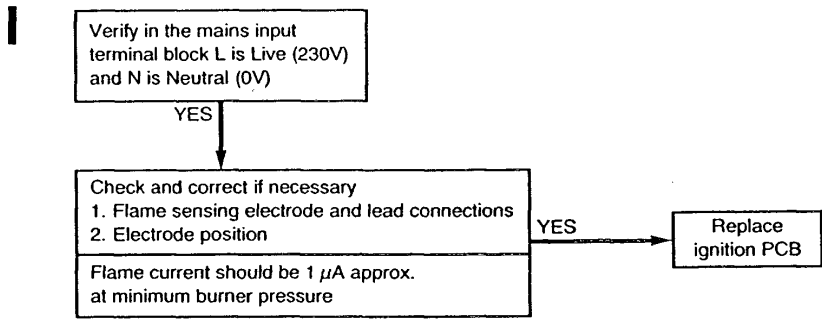 I
Verify in the mains input
terminal block L is Live (230V)
and N is Neutral (0V)
YES
Check and correct if necessary
1. Flame sensing electrode and lead connections
2. Electrode position
YES
Replace
ignition PCB
Flame current should be 1 μA approx.
at minimum burner pressure